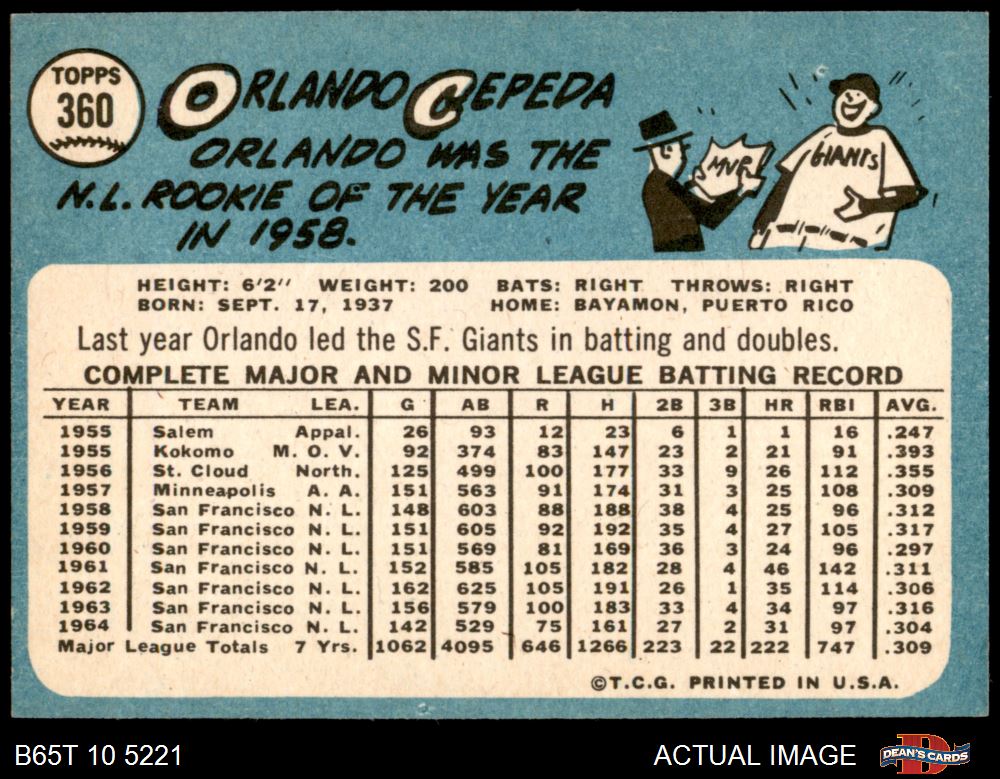 TOPPS
360
ORLANDO CEPEDA
ORLANDO WAS THE
N.L. ROOKIE OF THE YEAR
IN 1958.
MVP
GIANTS
HEIGHT: 6'2" WEIGHT: 200 BATS: RIGHT THROWS: RIGHT
BORN: SEPT. 17, 1937 HOME: BAYAMON, PUERTO RICO
Last year Orlando led the S.F. Giants in batting and doubles.
COMPLETE MAJOR AND MINOR LEAGUE BATTING RECORD
YEAR TEAM LEA. G AB R H 2B 3B HR RBI AVG.
1955 Salem Appal. 26 93 12 23 6 1 1 16 .247
1955 Kokomo M. O. V. 92 374 83 147 23 2 21 91 .393
1956 St. Cloud North. 125 499 100 177 33 9 26 112 .355
1957 Minneapolis A. A. 151 563 91 174 31 3 25 108 .309
1958 San Francisco N. L. 148 603 88 188 38 4 25 96 .312
1959 San Francisco N. L. 151 605 92 192 35 4 27 105 .317
1960 San Francisco N. L. 151 569 81 169 36 3 24 96 .297
1961 San Francisco N. L. 152 585 105 182 28 4 46 142 .311
1962 San Francisco N. L. 162 625 105 191 26 1 35 114 .306
1963 San Francisco N. L. 156 579 100 183 33 4 34 97 .316
1964 San Francisco N. L. 142 529 75 161 27 2 31 97 .304
Major League Totals 7 Yrs. 1062 4095 646 1266 223 22 222 747 .309
©T.C.G. PRINTED IN U.S.A.
B65T 10 5221 ACTUAL IMAGE DEAN'S CARDS